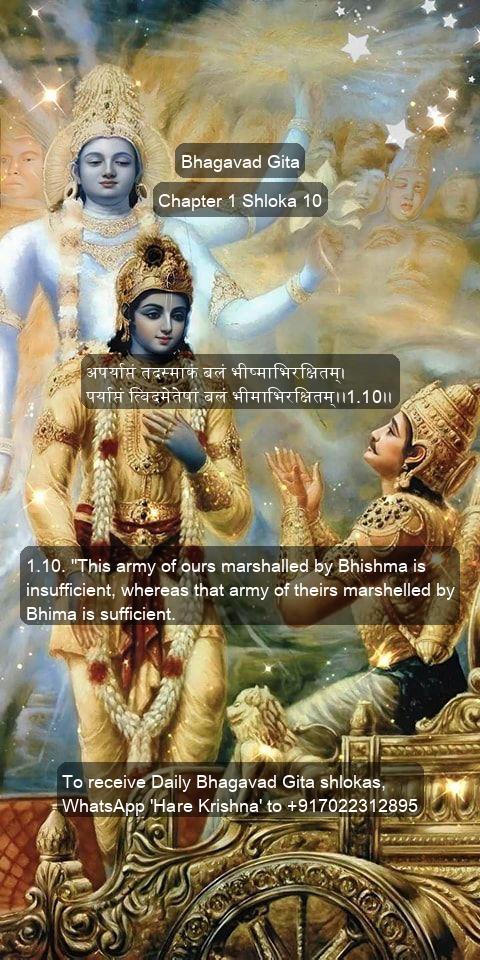 Bhagavad Gita
Chapter 1 Shloka 10
अपर्याप्तं तदस्माकं बलं भीष्माभिरक्षितम्।
पर्याप्तं त्विदमेतेषां बलं भीमाभिरक्षितम्।।1.10।।
1.10. "This army of ours marshalled by Bhishma is
insufficient, whereas that army of theirs marshelled by
Bhima is sufficient.
To receive Daily Bhagavad Gita shlokas,
WhatsApp 'Hare Krishna' to +917022312895